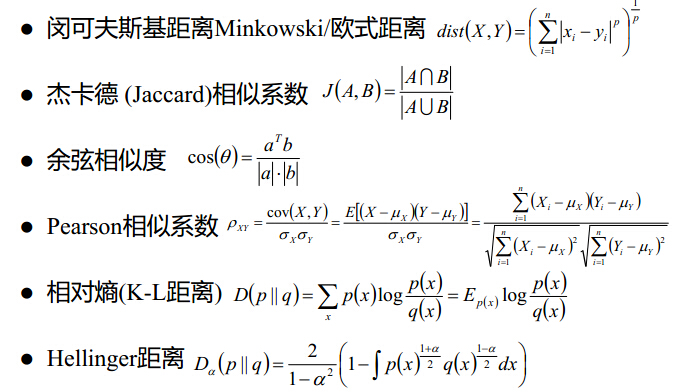 ● 闵可夫斯基距离Minkowski/欧式距离 dist(X,Y)=(∑_{i=1}^{n}|x_i−y_i|^p)^{1/p}
● 杰卡德 (Jaccard)相似系数 J(A,B)=|A⋂B|/|A⋃B|
● 余弦相似度 cos(θ)=a^T b/|a|·|b|
● Pearson相似系数 ρ_{XY}=cov(X,Y)/σ_Xσ_Y=E[(X−μ_X)(Y−μ_Y)]/σ_Xσ_Y=∑_{i=1}^{n}(X_i−μ_X)(Y_i−μ_Y)/√(∑_{i=1}^{n}(X_i−μ_X)^2)√(∑_{i=1}^{n}(Y_i−μ_Y)^2)
● 相对熵(K-L距离) D(p||q)=∑_x p(x)log p(x)/q(x)=E_{p(x)}log p(x)/q(x)
● Hellinger距离 D_α(p||q)=2/(1−α^2)(1−∫p(x)^{(1+α)/2}q(x)^{(1−α)/2}dx)